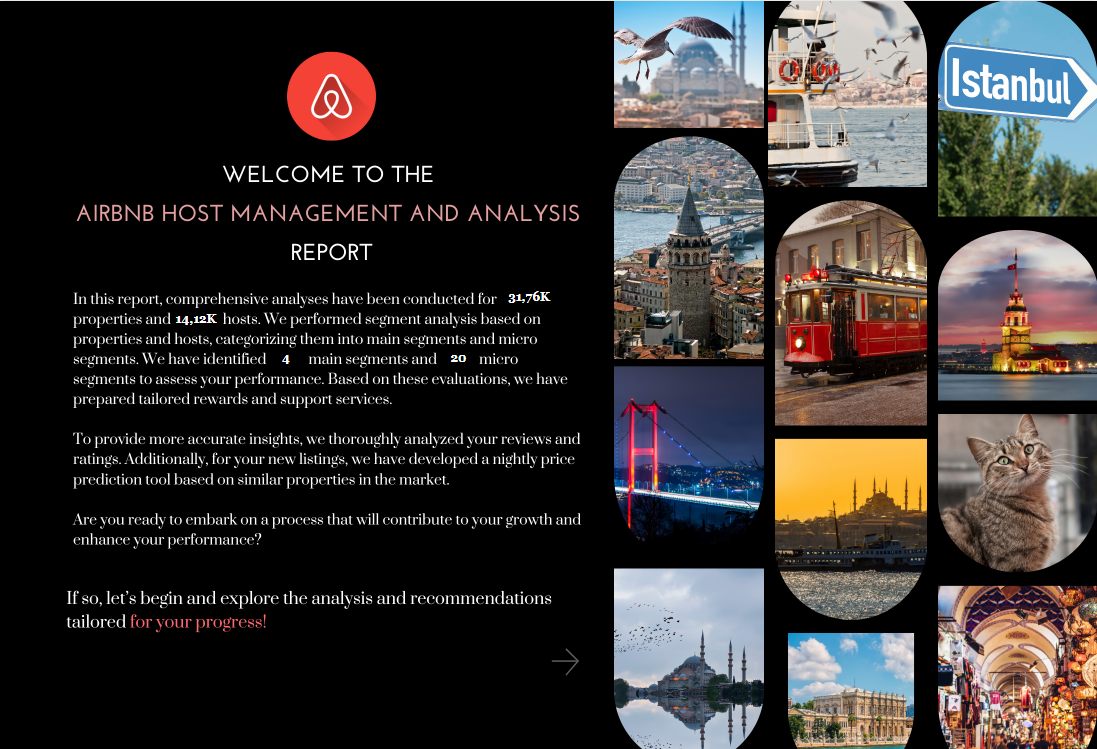 WELCOME TO THE
AIRBNB HOST MANAGEMENT AND ANALYSIS
REPORT
In this report, comprehensive analyses have been conducted for 31,76K
properties and 14,12K hosts. We performed segment analysis based on
properties and hosts, categorizing them into main segments and micro
segments. We have identified 4 main segments and 20 micro
segments to assess your performance. Based on these evaluations, we have
prepared tailored rewards and support services.
To provide more accurate insights, we thoroughly analyzed your reviews and
ratings. Additionally, for your new listings, we have developed a nightly price
prediction tool based on similar properties in the market.
Are you ready to embark on a process that will contribute to your growth and
enhance your performance?
If so, let's begin and explore the analysis and recommendations
tailored for your progress!
Istanbul